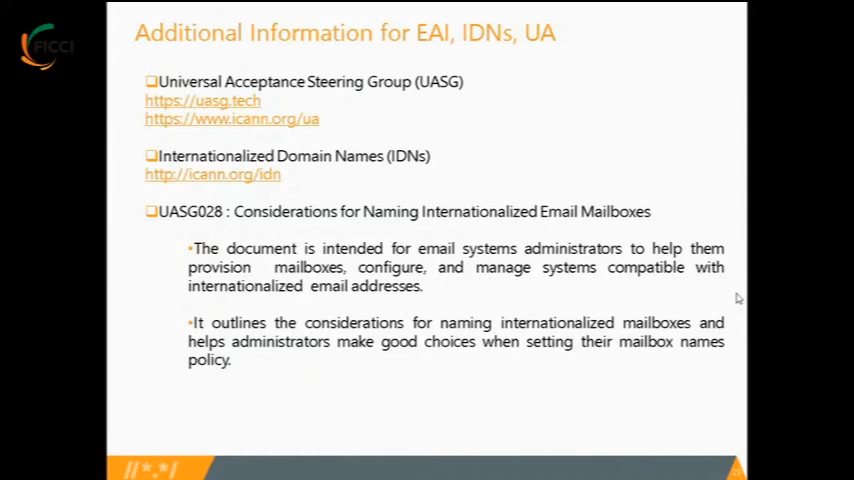 Additional Information for EAI, IDNs, UA
FICCI
Universal Acceptance Steering Group (UASG)
https://uasg.tech
https://www.icann.org/ua
Internationalized Domain Names (IDNs)
http://icann.org/idn
UASG028 : Considerations for Naming Internationalized Email Mailboxes
•The document is intended for email systems administrators to help them
provision mailboxes, configure, and manage systems compatible with
internationalized email addresses.
•It outlines the considerations for naming internationalized mailboxes and
helps administrators make good choices when setting their mailbox names
policy.